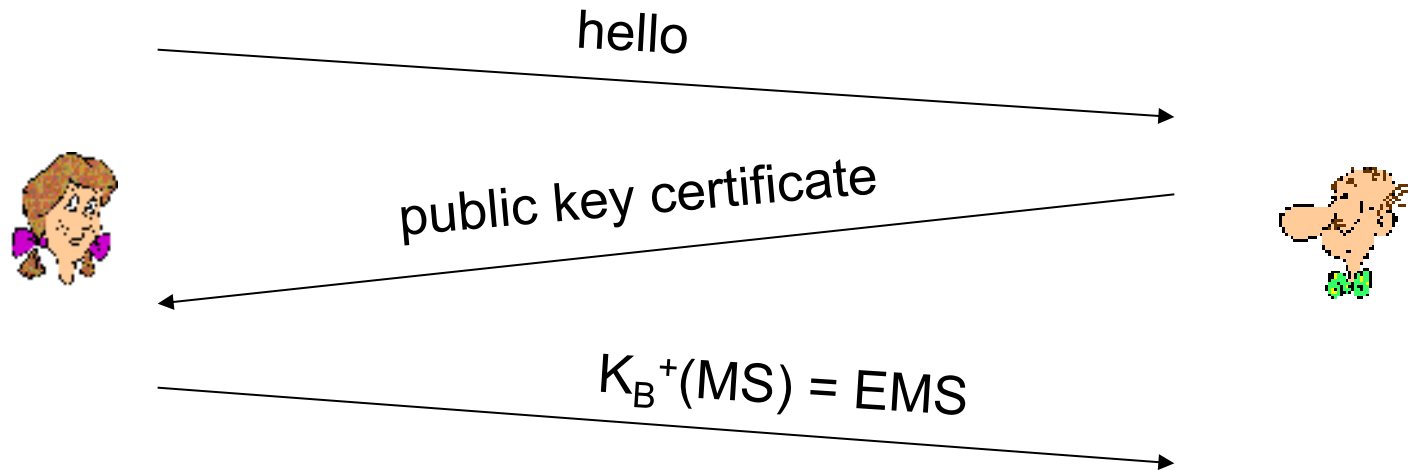 hello
public key certificate
K_B⁺(MS) = EMS